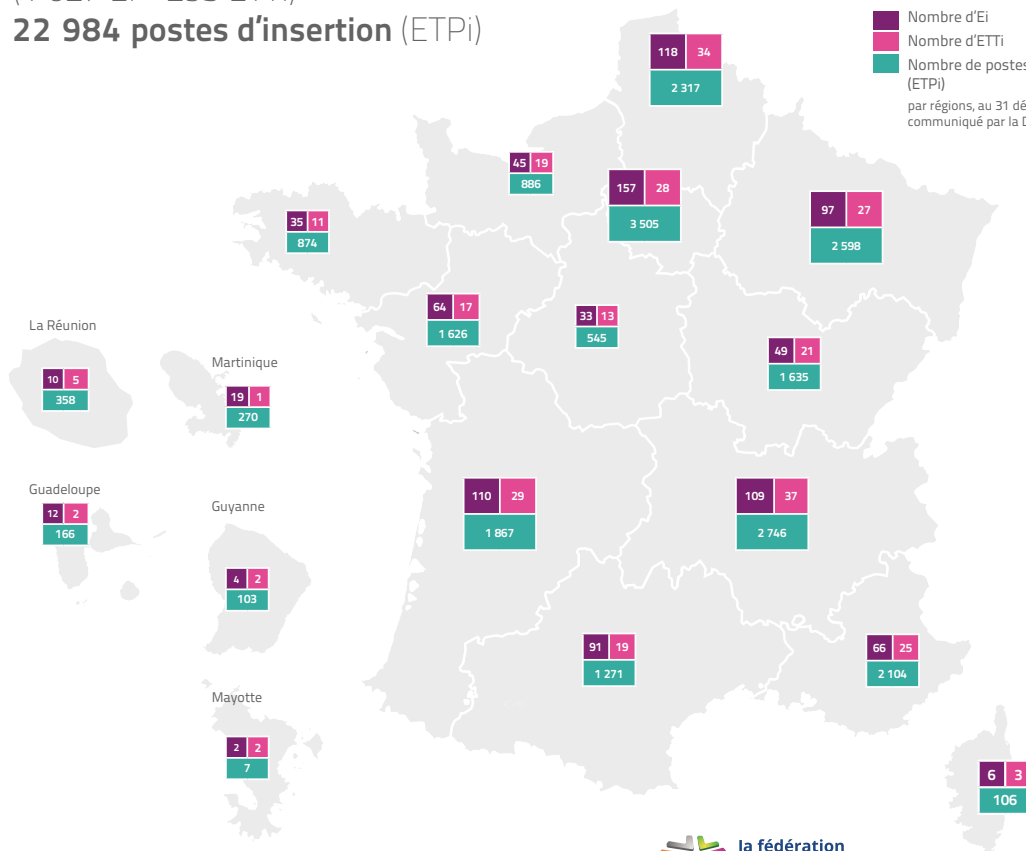 22 984 postes d'insertion (ETPi)
Nombre d'Ei
Nombre d'ETTi
Nombre de postes
(ETPi)
par régions, au 31 dé
communiqué par la D
118 34
2 317
45 19
886
157 28
3 505
97 27
2 598
35 11
874
64 17
1 626
33 13
545
49 21
1 635
La Réunion
10 5
358
Martinique
19 1
270
Guadeloupe
12 2
166
Guyane
4 2
103
110 29
1 867
109 37
2 746
91 19
1 271
66 25
2 104
Mayotte
2 2
7
6 3
106
la fédération